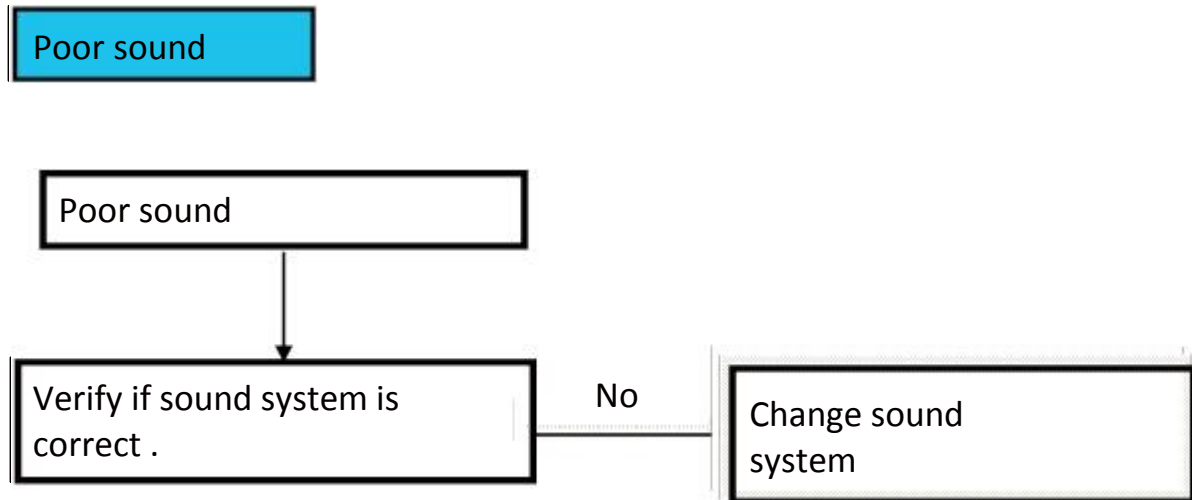 Poor sound
Poor sound
Verify if sound system is
correct .
No
Change sound
system